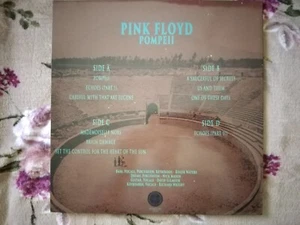 PINK FLOYD
POMPEII
SIDE A
POMPEII
ECHOES (PART 1)
CAREFUL WITH THAT AXE EUGENE
SIDE B
A SAUCERFUL OF SECRETS
US AND THEM
ONE OF THESE DAYS
SIDE C
MADEMOISELLE NOBS
BRAIN DAMAGE
SET THE CONTROLS FOR THE HEART OF THE SUN
SIDE D
ECHOES (PART II)